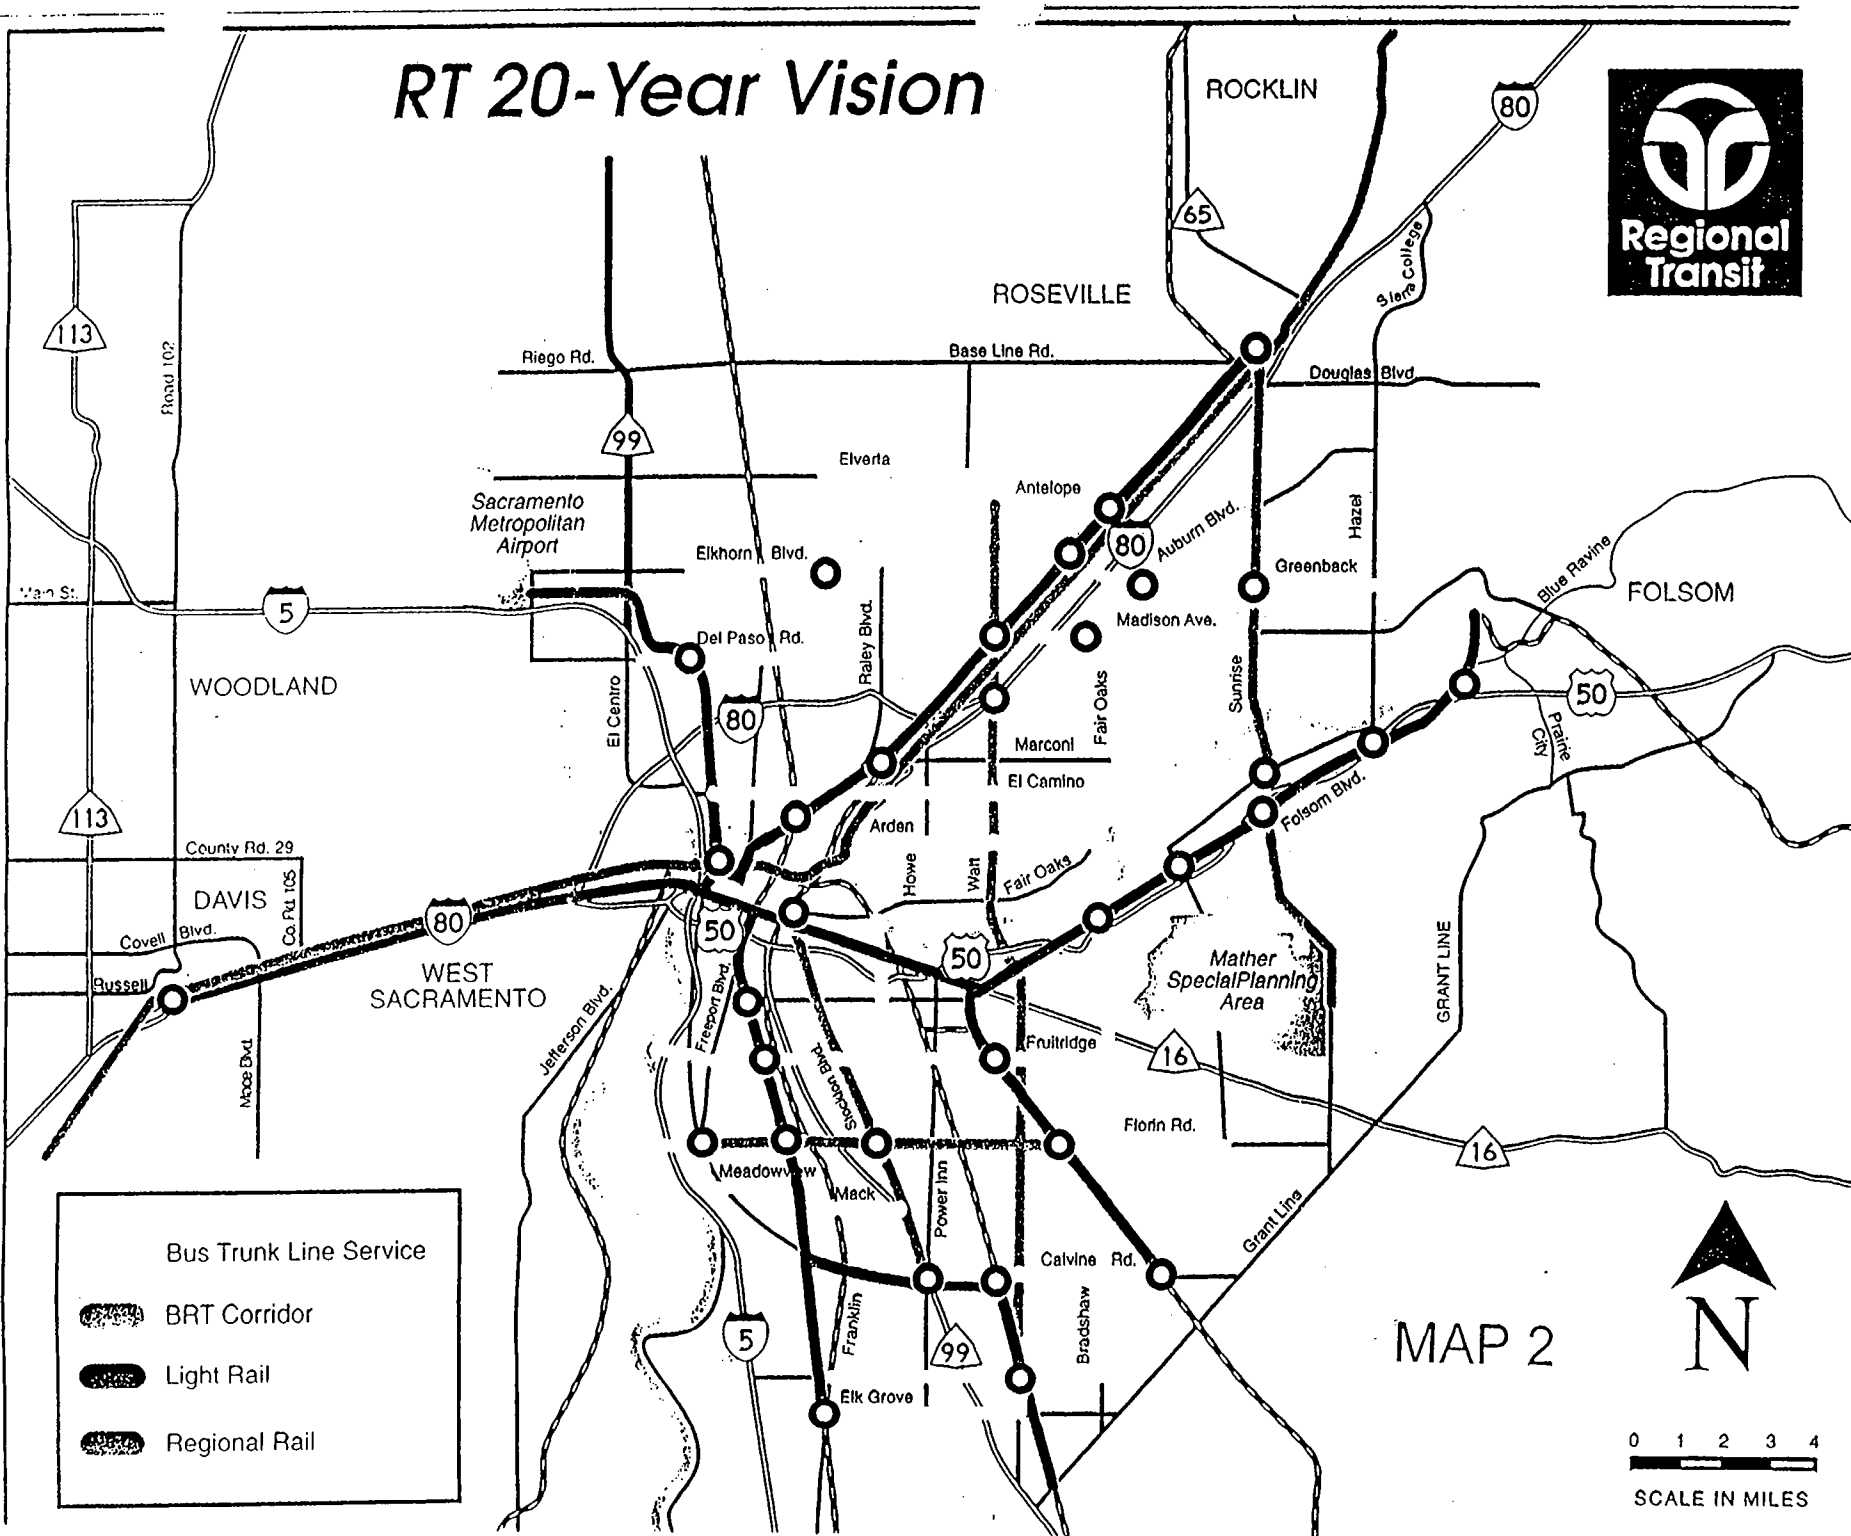 RT 20-Year Vision
ROCKLIN
80
Regional
Transit
65
Sierra College
ROSEVILLE
113
Road 102
Riego Rd.
Base Line Rd.
Douglas Blvd
99
Elverta
Antelope
Sacramento
Metropolitan
Airport
Hazel
80
Auburn Blvd.
Elkhorn Blvd.
Greenback
Blue Ravine
FOLSOM
Main St.
5
Madison Ave.
Raley Blvd.
Del Paso Rd.
WOODLAND
El Centro
80
Fair Oaks
Sunrise
50
Prairie
City
Marconi
El Camino
Folsom Blvd.
113
Arden
County Rd. 29
Howe
Watt
Fair Oaks
DAVIS
Co. Rd. 105
80
50
50
GRANT LINE
Covell Blvd.
Russell
WEST
SACRAMENTO
Mather
Special Planning
Area
Jefferson Blvd.
Freeport Blvd.
Mace Blvd.
Stockton Blvd.
Fruitridge
16
Florin Rd.
16
Meadowview
Mack
Power Inn
Grant Line
Bus Trunk Line Service
Calvine Rd.
BRT Corridor
5
Franklin
99
Bradshaw
MAP 2
N
Light Rail
Elk Grove
Regional Rail
0 1 2 3 4
SCALE IN MILES